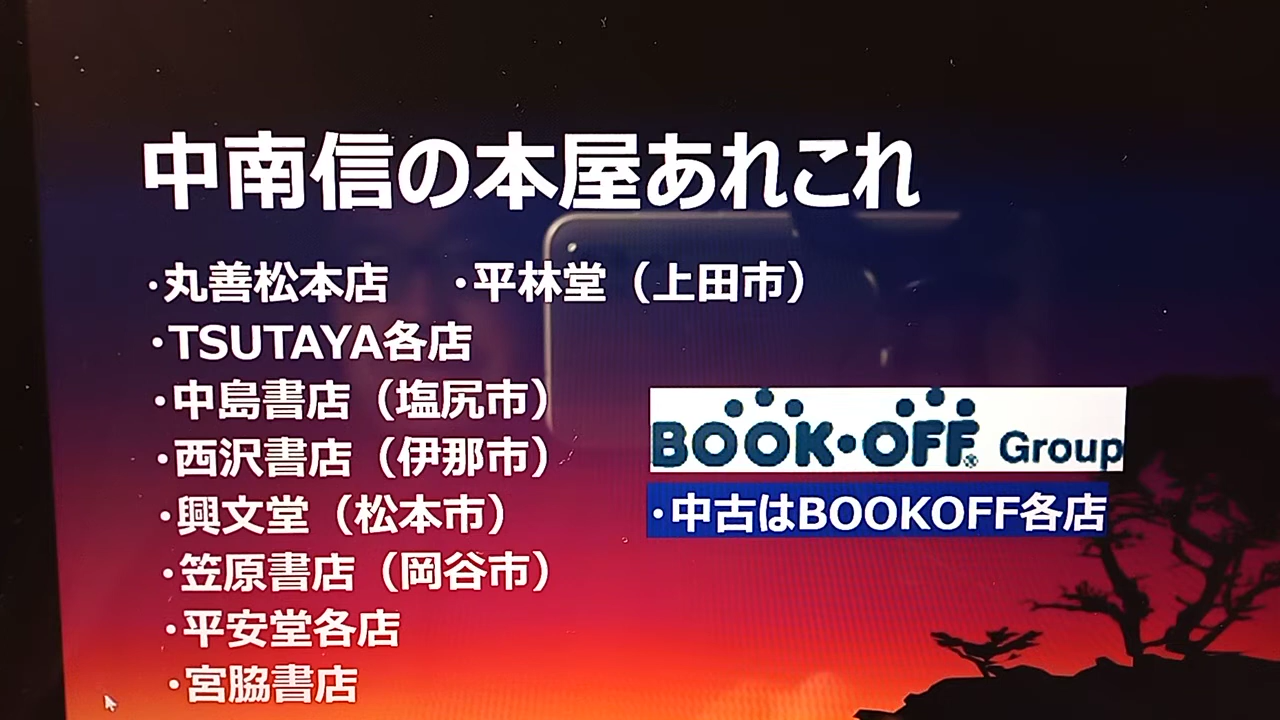 中南信の本屋あれこれ
・丸善松本店　・平林堂（上田市）
・TSUTAYA各店
・中島書店（塩尻市）
・西沢書店（伊那市）
・興文堂（松本市）
・笠原書店（岡谷市）
・平安堂各店
・宮脇書店
BOOK・OFF® Group
・中古はBOOKOFF各店